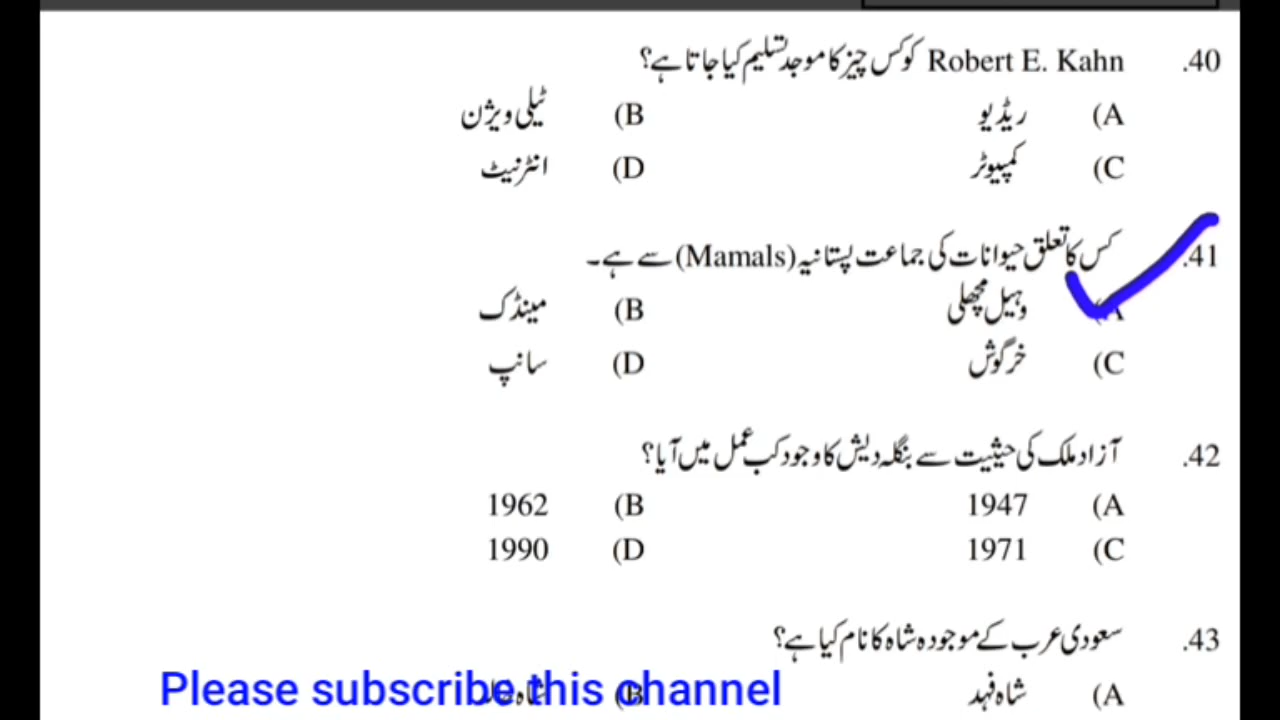 40. Robert E. Kahn کو کس چیز کا موجد تسلیم کیا جاتا ہے؟
A) ریڈیو B) ٹیلی ویژن
C) کمپیوٹر D) انٹرنیٹ
41. کس کا تعلق حیوانات کی جماعت پستانیہ (Mamals) سے ہے۔
A) وہیل مچھلی B) مینڈک
C) خرگوش D) سانپ
42. آزاد ملک کی حیثیت سے بنگلہ دیش کا وجود کب عمل میں آیا؟
A) 1947 B) 1962
C) 1971 D) 1990
43. سعودی عرب کے موجودہ شاہ کا نام کیا ہے؟
A) شاہ فہد B) شاہ
Please subscribe this channel